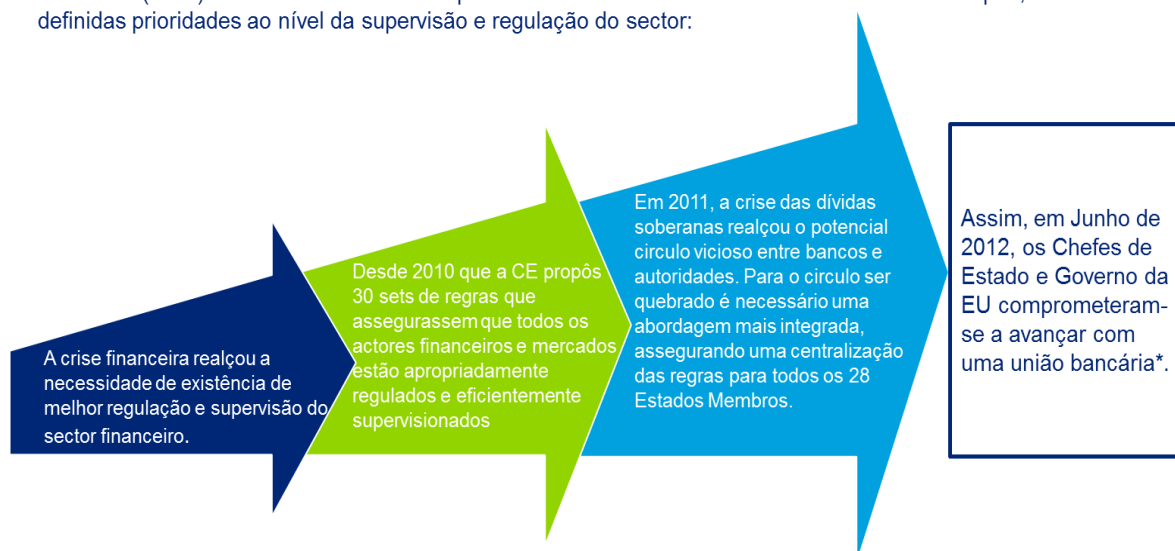 definidas prioridades ao nível da supervisão e regulação do sector:
A crise financeira realçou a
necessidade de existência de
melhor regulação e supervisão do
sector financeiro.
Desde 2010 que a CE propôs
30 sets de regras que
assegurassem que todos os
actores financeiros e mercados
estão apropriadamente
regulados e eficientemente
supervisionados
Em 2011, a crise das dívidas
soberanas realçou o potencial
circulo vicioso entre bancos e
autoridades. Para o circulo ser
quebrado é necessário uma
abordagem mais integrada,
assegurando uma centralização
das regras para todos os 28
Estados Membros.
Assim, em Junho de
2012, os Chefes de
Estado e Governo da
EU comprometeram-
se a avançar com
uma união bancária*.